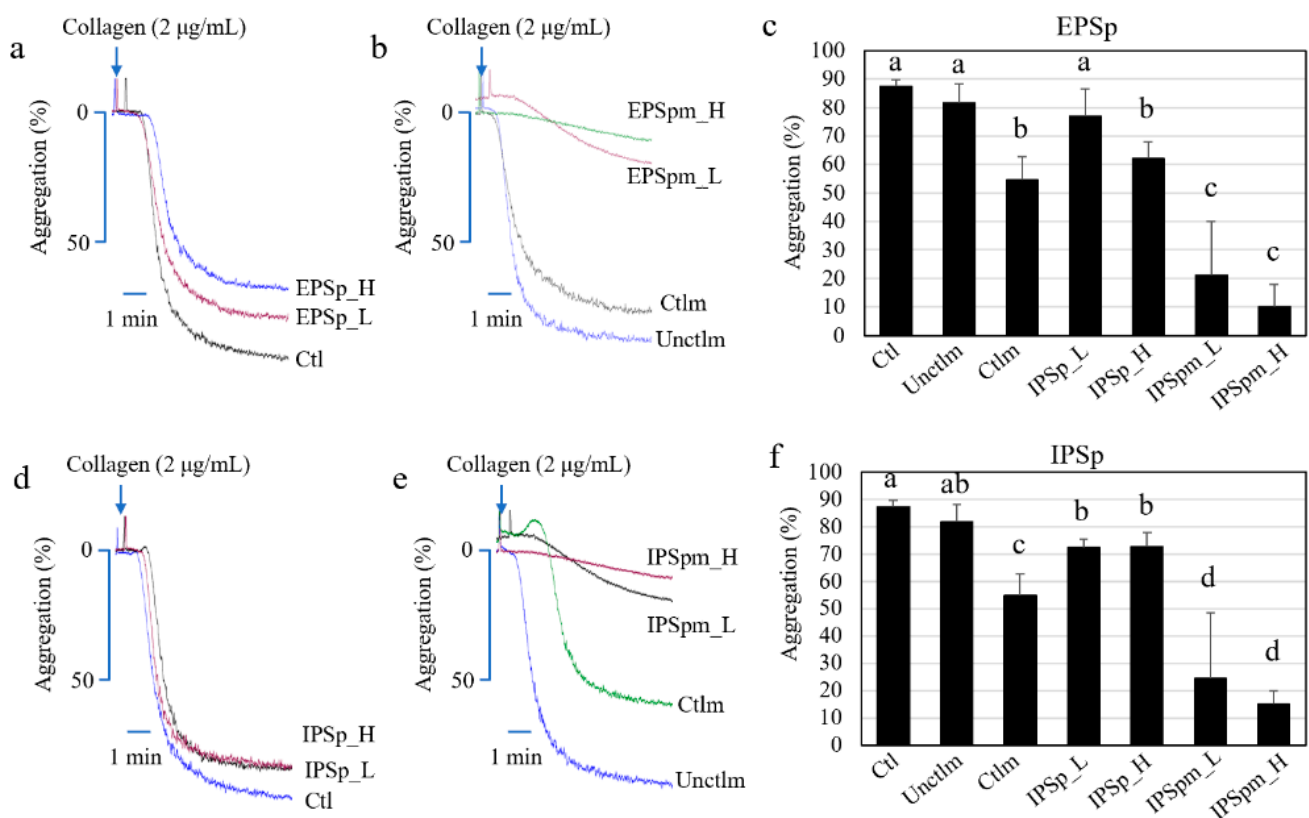 a
Collagen (2 μg/mL)
Aggregation (%)
0
50
1 min
EPSp_H
EPSp_L
Ctl
b
Collagen (2 μg/mL)
Aggregation (%)
0
50
1 min
EPSpm_H
EPSpm_L
Ctlm
Unctlm
c
EPSp
Aggregation (%)
100
90
80
70
60
50
40
30
20
10
0
a
a
b
a
b
c
c
Ctl
Unctlm
Ctlm
IPSp_L
IPSp_H
IPSpm_L
IPSpm_H
d
Collagen (2 μg/mL)
Aggregation (%)
0
50
1 min
IPSp_H
IPSp_L
Ctl
e
Collagen (2 μg/mL)
Aggregation (%)
0
50
1 min
IPSpm_H
IPSpm_L
Ctlm
Unctlm
f
IPSp
Aggregation (%)
100
90
80
70
60
50
40
30
20
10
0
a
ab
c
b
b
d
d
Ctl
Unctlm
Ctlm
IPSp_L
IPSp_H
IPSpm_L
IPSpm_H